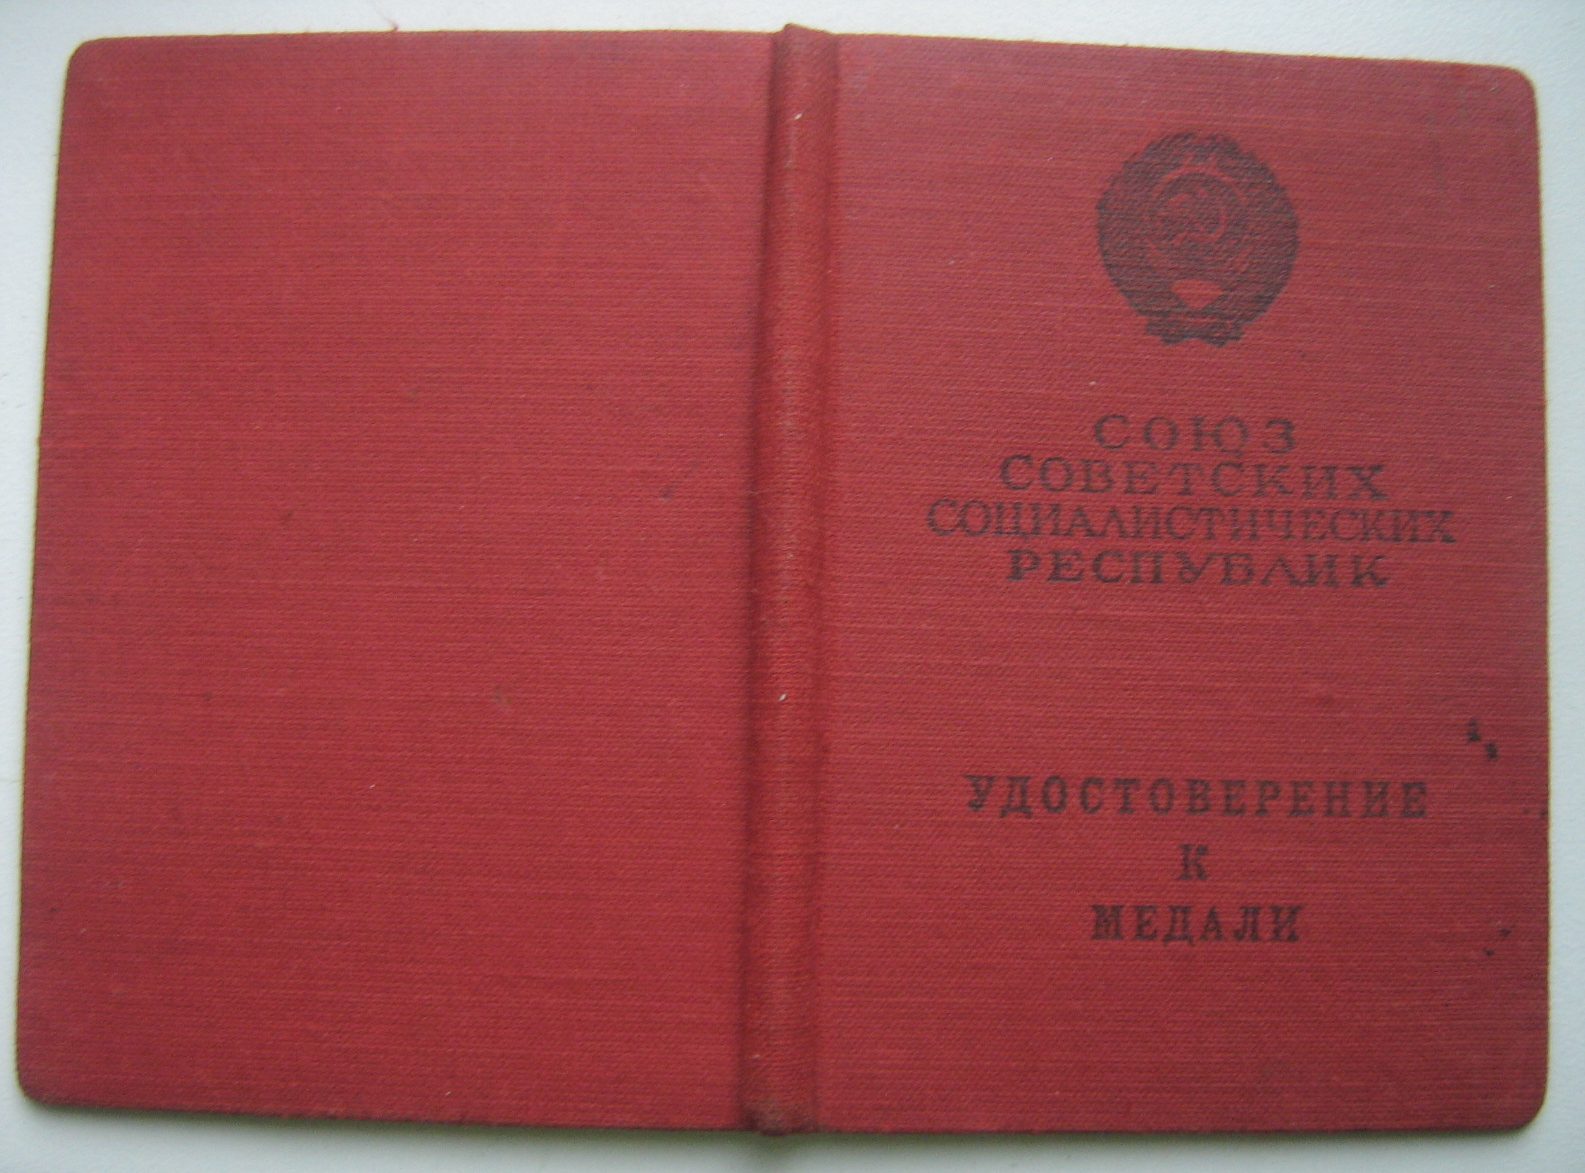 СОЮЗ
СОВЕТСКИХ
СОЦИАЛИСТИЧЕСКИХ
РЕСПУБЛИК
УДОСТОВЕРЕНИЕ
К
МЕДАЛИ